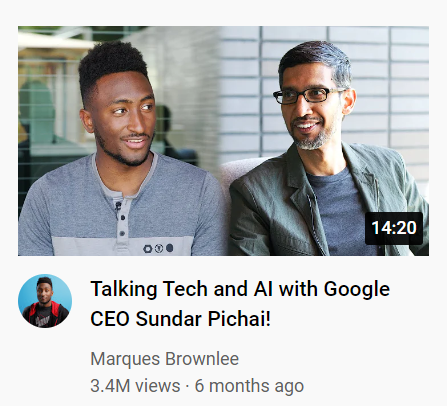 14:20
Talking Tech and AI with Google
CEO Sundar Pichai!
Marques Brownlee
3.4M views · 6 months ago